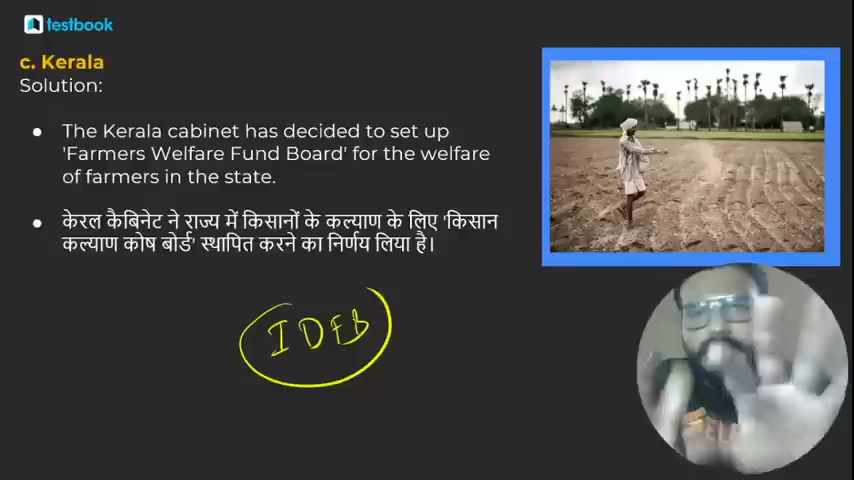 testbook
c. Kerala
Solution:
● The Kerala cabinet has decided to set up
'Farmers Welfare Fund Board' for the welfare
of farmers in the state.
● केरल कैबिनेट ने राज्य में किसानों के कल्याण के लिए 'किसान
कल्याण कोष बोर्ड' स्थापित करने का निर्णय लिया है।